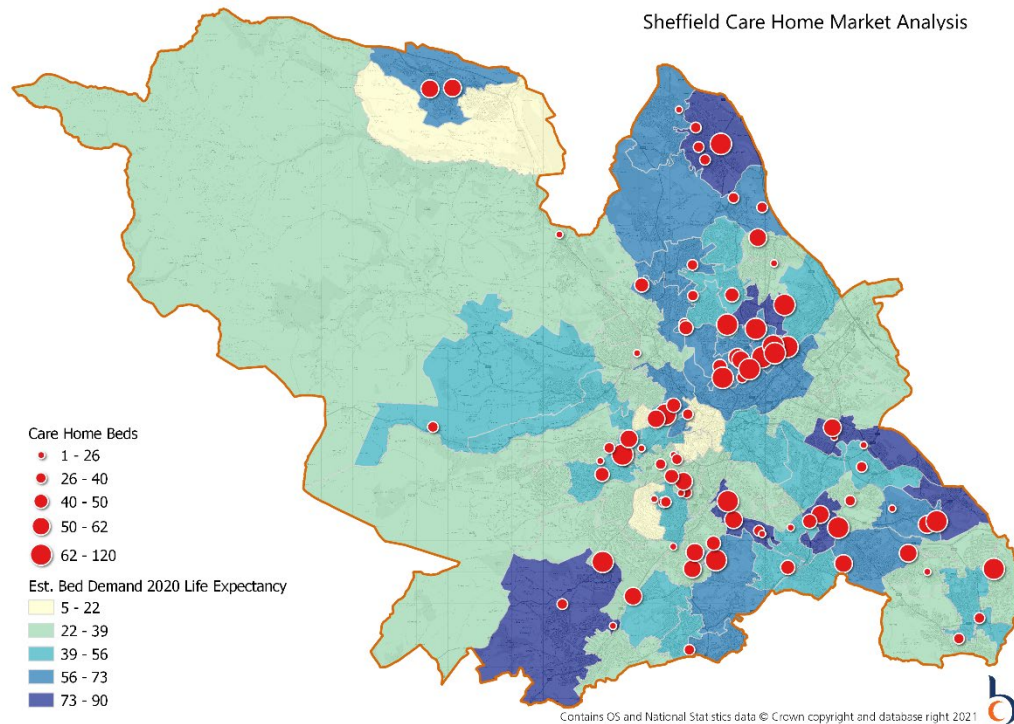 Sheffield Care Home Market Analysis
Care Home Beds
1 - 26
26 - 40
40 - 50
50 - 62
62 - 120
Est. Bed Demand 2020 Life Expectancy
5 - 22
22 - 39
39 - 56
56 - 73
73 - 90
Contains OS and National Statistics data © Crown copyright and database right 2021